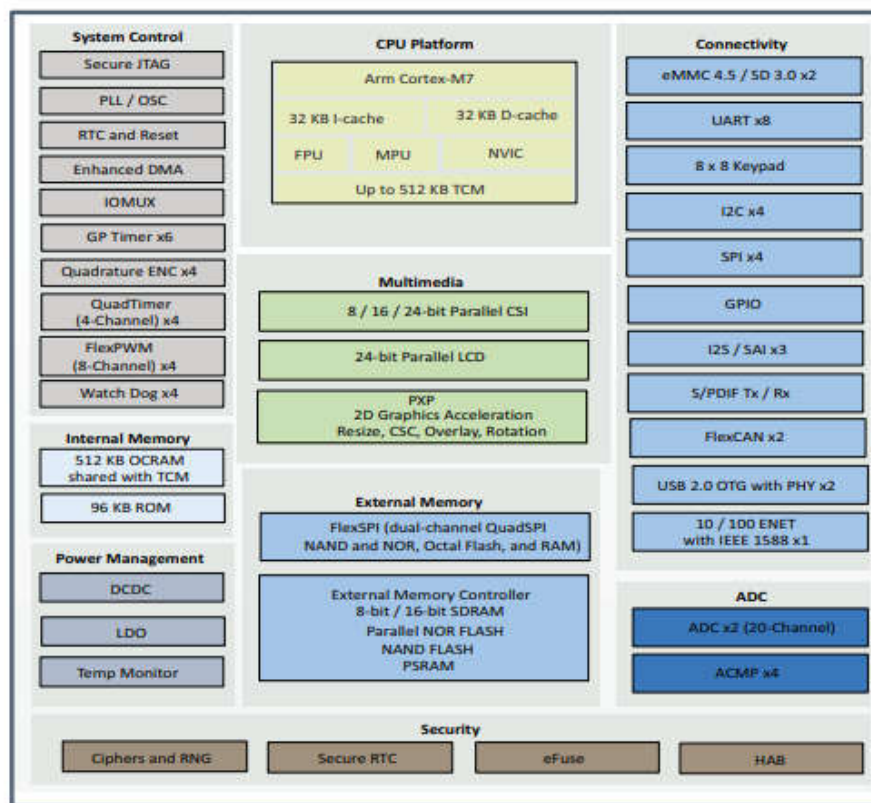 System Control
Secure JTAG
PLL / OSC
RTC and Reset
Enhanced DMA
IOMUX
GP Timer x6
Quadrature ENC x4
QuadTimer
(4-Channel) x4
FlexPWM
(8-Channel) x4
Watch Dog x4
Internal Memory
512 KB OCRAM
shared with TCM
96 KB ROM
Power Management
DCDC
LDO
Temp Monitor
CPU Platform
Arm Cortex-M7
32 KB I-cache
32 KB D-cache
FPU
MPU
NVIC
Up to 512 KB TCM
Multimedia
8 / 16 / 24-bit Parallel CSI
24-bit Parallel LCD
PXP
2D Graphics Acceleration
Resize, CSC, Overlay, Rotation
External Memory
FlexSPI (dual-channel QuadSPI
NAND and NOR, Octal Flash, and RAM)
External Memory Controller
8-bit / 16-bit SDRAM
Parallel NOR FLASH
NAND FLASH
PSRAM
Connectivity
eMMC 4.5 / SD 3.0 x2
UART x8
8 x 8 Keypad
I2C x4
SPI x4
GPIO
I2S / SAI x3
S/PDIF Tx / Rx
FlexCAN x2
USB 2.0 OTG with PHY x2
10 / 100 ENET
with IEEE 1588 x1
ADC
ADC x2 (20-Channel)
ACMP x4
Security
Ciphers and RNG
Secure RTC
eFuse
HAB